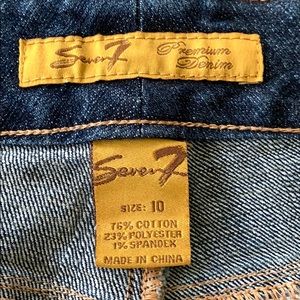 Seven7 Premium
Denim
Seven7
SIZE: 10
76% COTTON
23% POLYESTER
1% SPANDEX
MADE IN CHINA